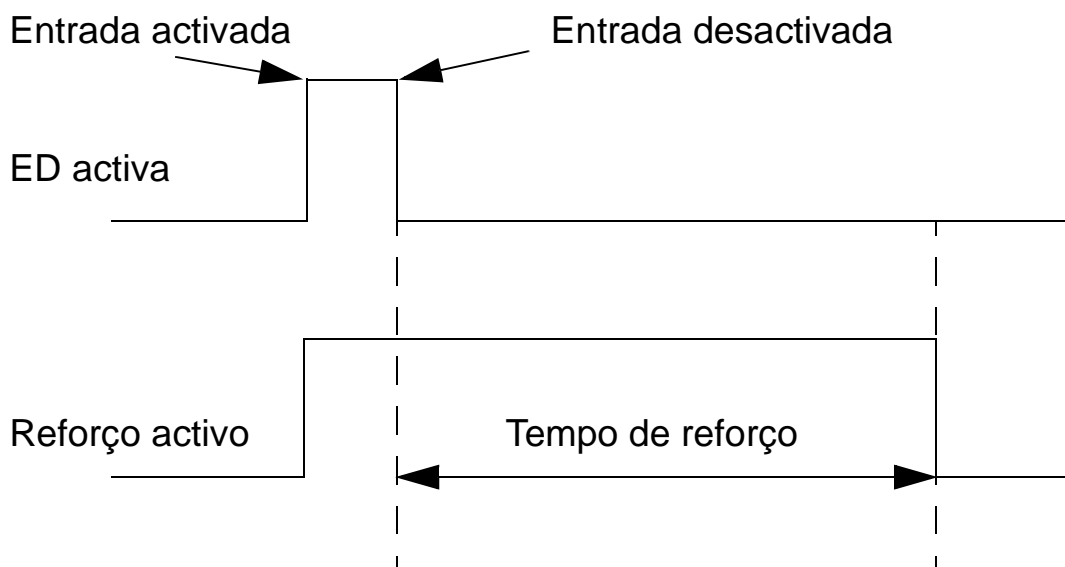 Entrada activada
Entrada desactivada
ED activa
Reforço activo
Tempo de reforço